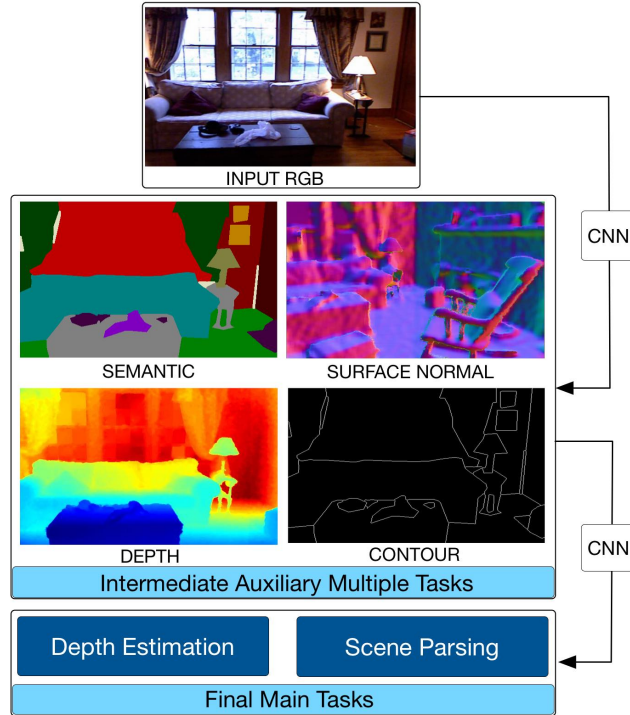 INPUT RGB
CNN
SEMANTIC
SURFACE NORMAL
DEPTH
CONTOUR
CNN
Intermediate Auxiliary Multiple Tasks
Depth Estimation
Scene Parsing
Final Main Tasks